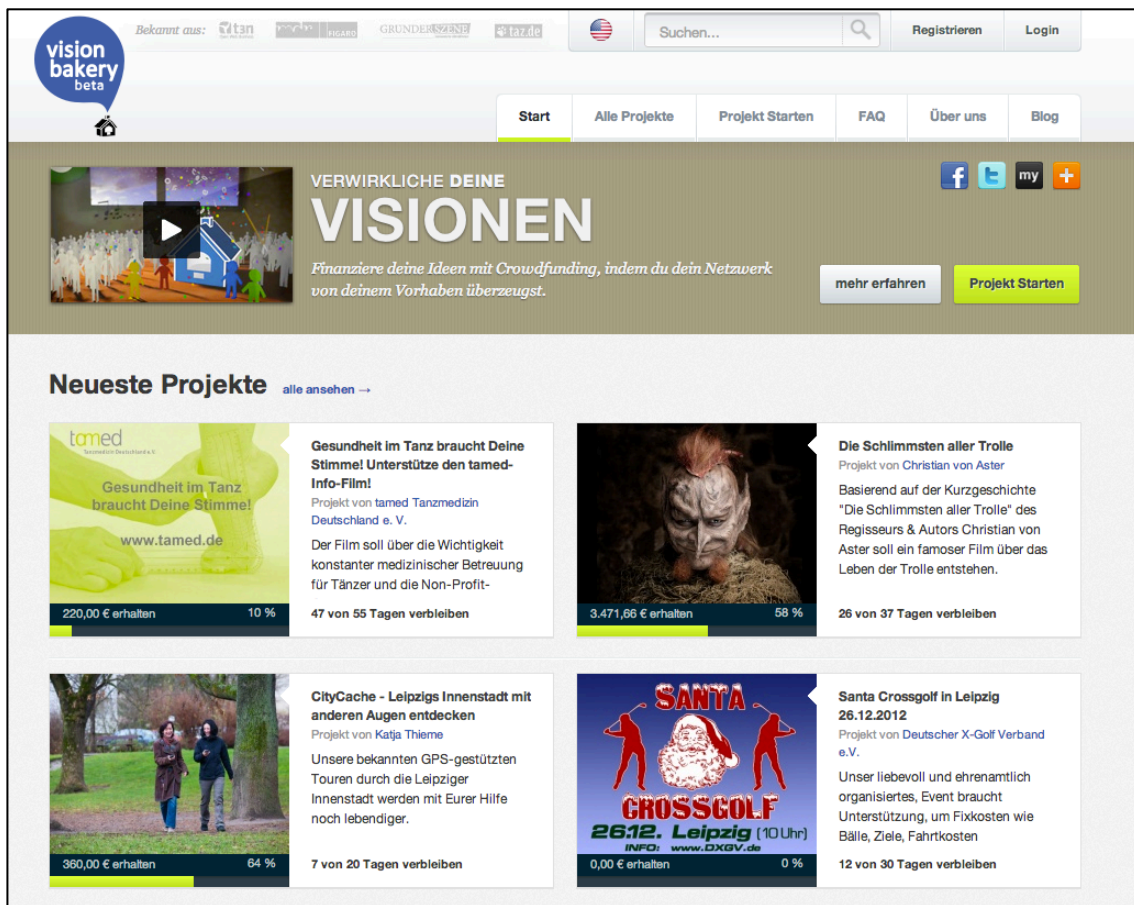 Bekannt aus: t3n FIGARO GRÜNDERSZENE taz.de
Suchen...
Registrieren
Login
vision
bakery
beta
Start
Alle Projekte
Projekt Starten
FAQ
Über uns
Blog
VERWIRKLICHE DEINE
VISIONEN
Finanziere deine Ideen mit Crowdfunding, indem du dein Netzwerk
von deinem Vorhaben überzeugst.
my
mehr erfahren
Projekt Starten
Neueste Projekte alle ansehen →
tamed
Tanzmedizin Deutschland e.V.
Gesundheit im Tanz
braucht Deine Stimme!
www.tamed.de
220,00 € erhalten 10 %
Gesundheit im Tanz braucht Deine
Stimme! Unterstütze den tamed-
Info-Film!
Projekt von tamed Tanzmedizin
Deutschland e. V.
Der Film soll über die Wichtigkeit
konstanter medizinischer Betreuung
für Tänzer und die Non-Profit-
47 von 55 Tagen verbleiben
3.471,66 € erhalten 58 %
Die Schlimmsten aller Trolle
Projekt von Christian von Aster
Basierend auf der Kurzgeschichte
"Die Schlimmsten aller Trolle" des
Regisseurs & Autors Christian von
Aster soll ein famoser Film über das
Leben der Trolle entstehen.
26 von 37 Tagen verbleiben
360,00 € erhalten 64 %
CityCache - Leipzigs Innenstadt mit
anderen Augen entdecken
Projekt von Katja Thieme
Unsere bekannten GPS-gestützten
Touren durch die Leipziger
Innenstadt werden mit Eurer Hilfe
noch lebendiger.
7 von 20 Tagen verbleiben
SANTA
CROSSGOLF
26.12. Leipzig (10 Uhr)
INFO: www.DXGV.de
0,00 € erhalten 0 %
Santa Crossgolf in Leipzig
26.12.2012
Projekt von Deutscher X-Golf Verband
e.V.
Unser liebevoll und ehrenamtlich
organisiertes, Event braucht
Unterstützung, um Fixkosten wie
Bälle, Ziele, Fahrtkosten
12 von 30 Tagen verbleiben